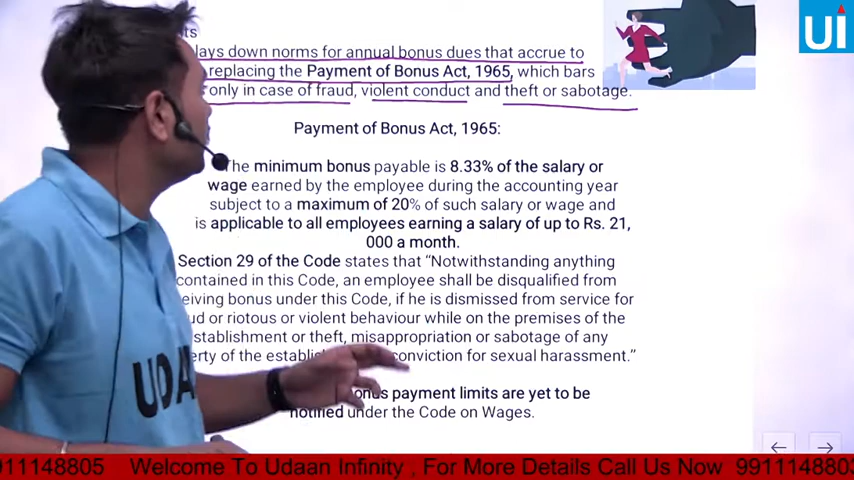 ts
lays down norms for annual bonus dues that accrue to
replacing the Payment of Bonus Act, 1965, which bars
only in case of fraud, violent conduct and theft or sabotage.
Payment of Bonus Act, 1965:
The minimum bonus payable is 8.33% of the salary or
wage earned by the employee during the accounting year
subject to a maximum of 20% of such salary or wage and
is applicable to all employees earning a salary of up to Rs. 21,
000 a month.
Section 29 of the Code states that “Notwithstanding anything
contained in this Code, an employee shall be disqualified from
eiving bonus under this Code, if he is dismissed from service for
ud or riotous or violent behaviour while on the premises of the
stablishment or theft, misappropriation or sabotage of any
erty of the establis conviction for sexual harassment.”
onus payment limits are yet to be
notified under the Code on Wages.
UI
UDAA
911148805 Welcome To Udaan Infinity , For More Details Call Us Now 991114880